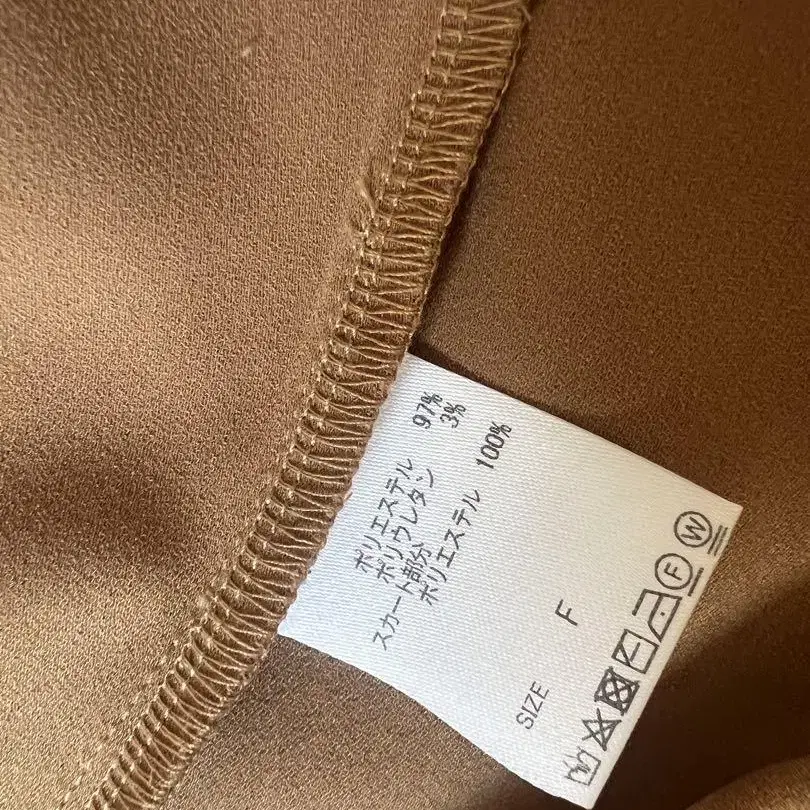 ポリエステル 97%
ポリウレタン 3%
スカート部分
ポリエステル 100%
F
SIZE
F W